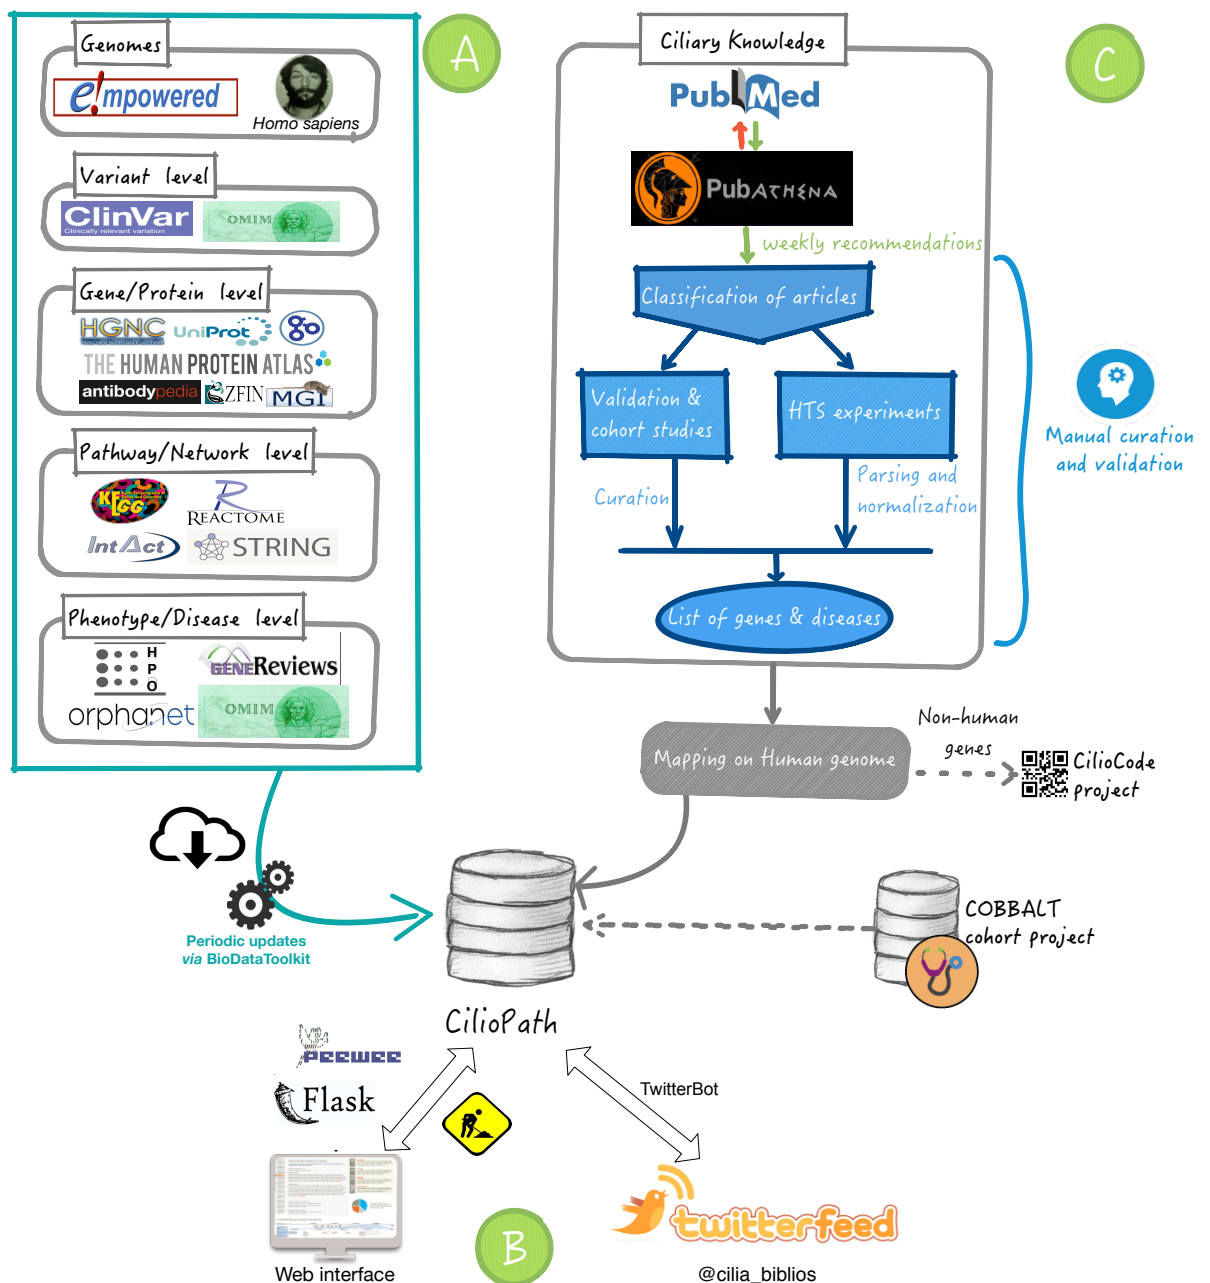 Genomes
e!mpowered
Homo sapiens
Variant level
ClinVar
Clinically relevant variation
OMIM
Gene/Protein level
HGNC
UniProt
go
THE HUMAN PROTEIN ATLAS
antibodypedia
ZFIN
MGI
Pathway/Network level
KEGG
REACTOME
IntAct
STRING
Phenotype/Disease level
H
P
O
GENEReviews
orphanet
OMIM
A
Periodic updates
via BioDataToolkit
Ciliary Knowledge
C
PubMed
PubATHENA
weekly recommendations
Classification of articles
Validation &
cohort studies
HTS experiments
Curation
Parsing and
normalization
List of genes & diseases
Manual curation
and validation
Mapping on Human genome
Non-human
genes
CilioCode
project
COBBALT
cohort project
CilioPath
PEEWEE
Flask
TwitterBot
Web interface
B
twitterfeed
@cilia_biblios